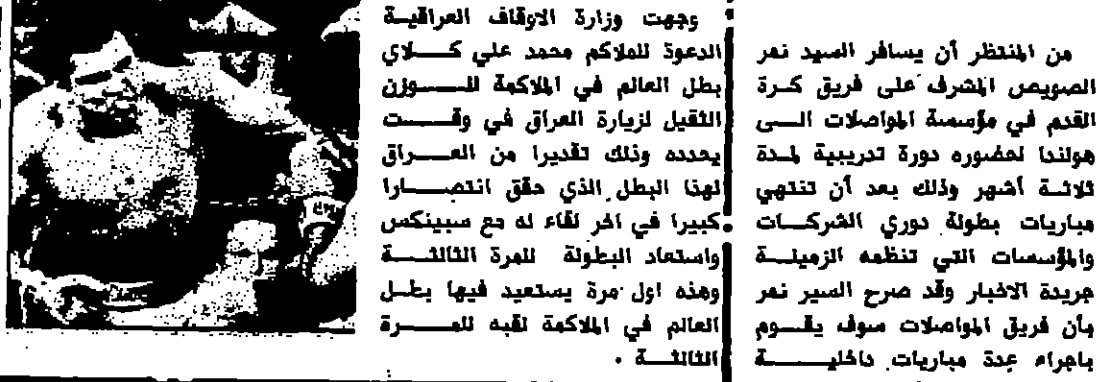 من المنتظر أن يسافر السيد نمر
الصويص المشرف على فريق كرة
القدم في مؤسسة المواصلات الى
هولندا لحضوره دورة تدريبية لمدة
ثلاثة أشهر وذلك بعد أن تنتهي
مباريات بطولة دوري الشركات
والمؤسسات التي تنظمه الزميلة
جريدة الاخبار وقد صرح السير نمر
بأن فريق المواصلات سوف يقوم
باجراء عدة مباريات داخلية
وجهت وزارة الاوقاف العراقية
الدعوة للملاكم محمد علي كلاي
بطل العالم في الملاكمة للوزن
الثقيل لزيارة العراق في وقت
يحدده وذلك تقديرا من العراق
لهذا البطل الذي حقق انتصارا
كبيرا في اخر لقاء له مع سبينكس
واستعاد البطولة للمرة الثالثة
وهذه اول مرة يستعيد فيها بطل
العالم في الملاكمة لقبه للمرة
الثالثة .